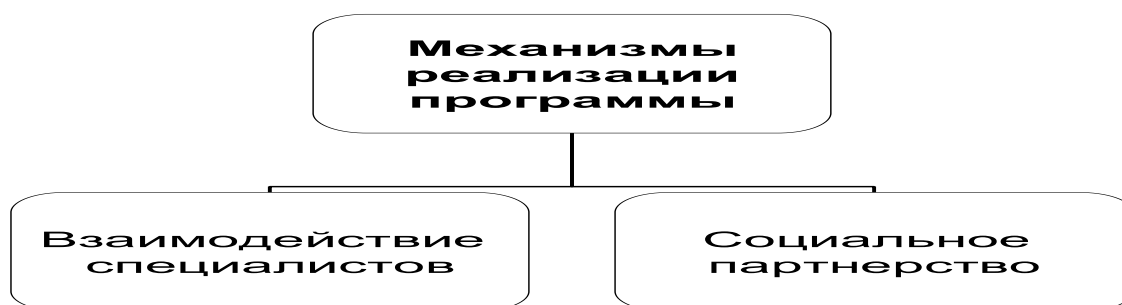 Механизмы
реализации
программы
Взаимодействие
специалистов
Социальное
партнерство